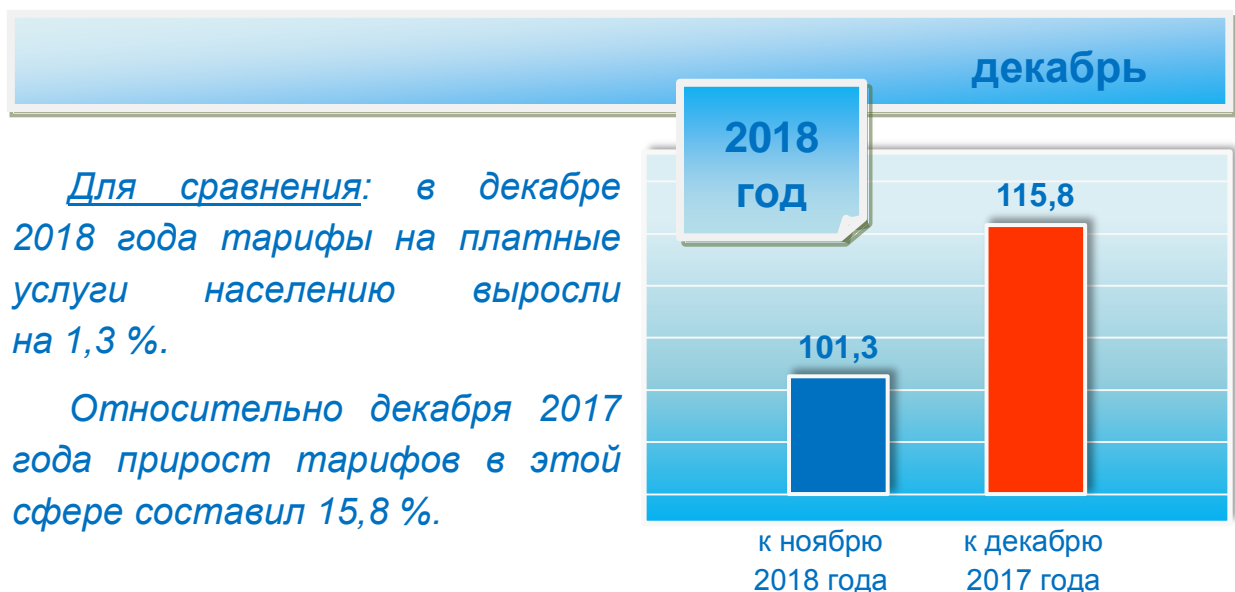 декабрь
2018
год
Для сравнения: в декабре
2018 года тарифы на платные
услуги населению выросли
на 1,3 %.
Относительно декабря 2017
года прирост тарифов в этой
сфере составил 15,8 %.
115,8
101,3
к ноябрю
2018 года
к декабрю
2017 года